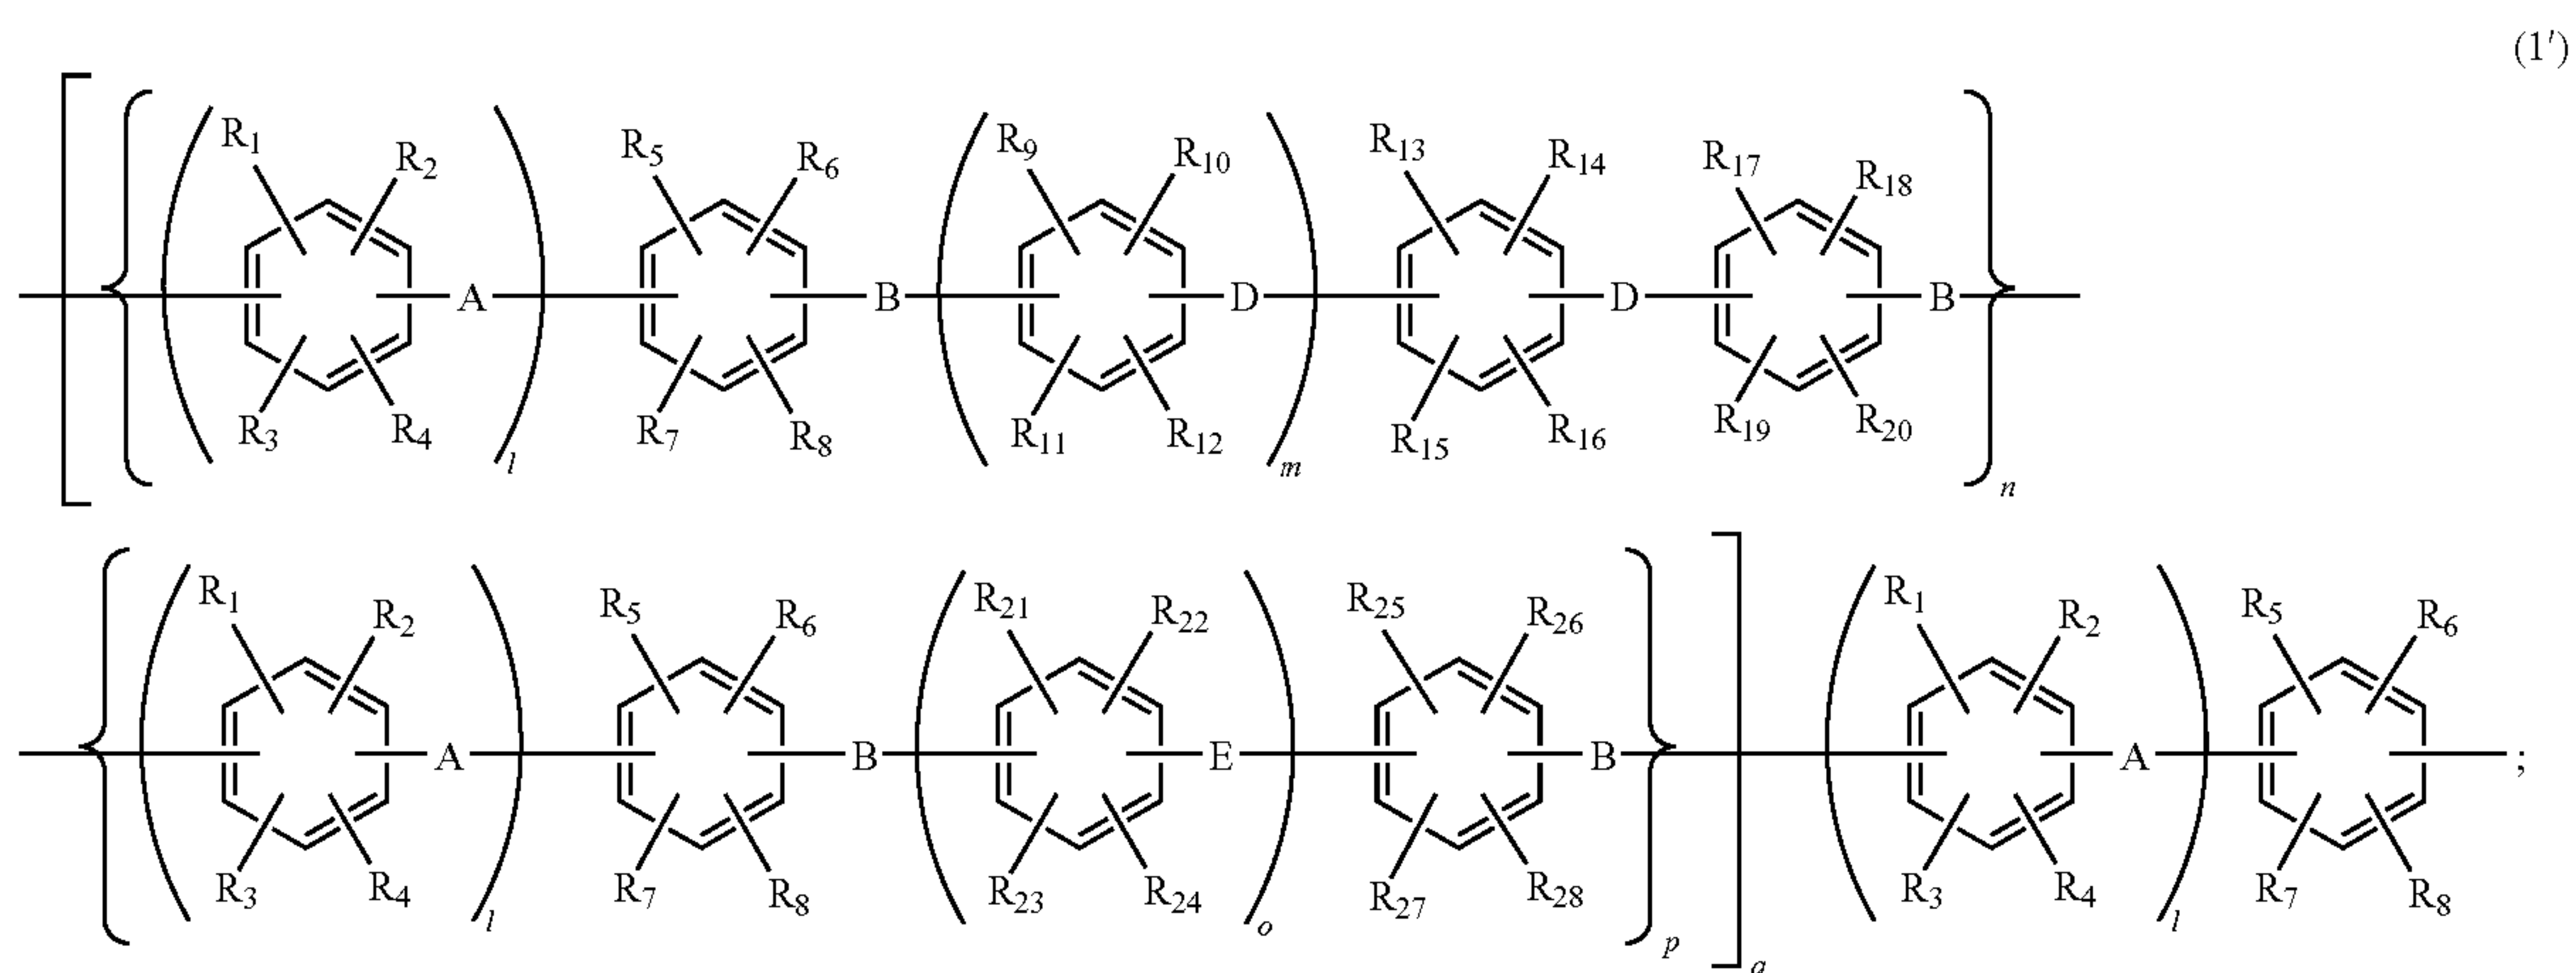 (1′)
R1 R2 R5 R6 R9 R10 R13 R14 R17 R18
A B D D B
R3 R4 R7 R8 R11 R12 R15 R16 R19 R20
l m n
R1 R2 R5 R6 R21 R22 R25 R26 R1 R2 R5 R6
A B E B A ;
R3 R4 R7 R8 R23 R24 R27 R28 R3 R4 R7 R8
l o p q l